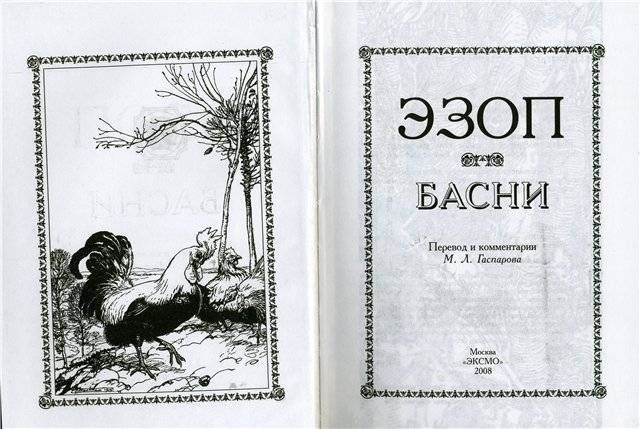 ЭЗОП
БАСНИ
Перевод и комментарии
М. Л. Гаспарова
Москва
«ЭКСМО»
2008